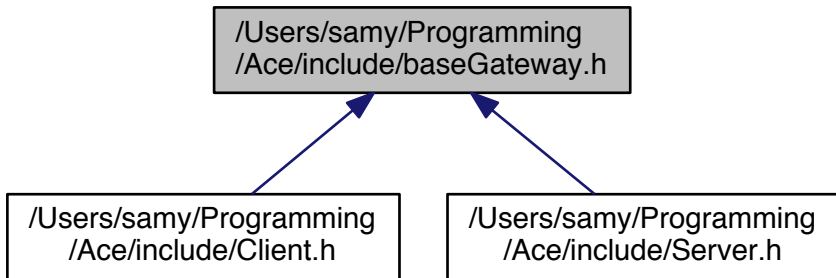 /Users/samy/Programming
/Ace/include/baseGateway.h
/Users/samy/Programming
/Ace/include/Client.h
/Users/samy/Programming
/Ace/include/Server.h